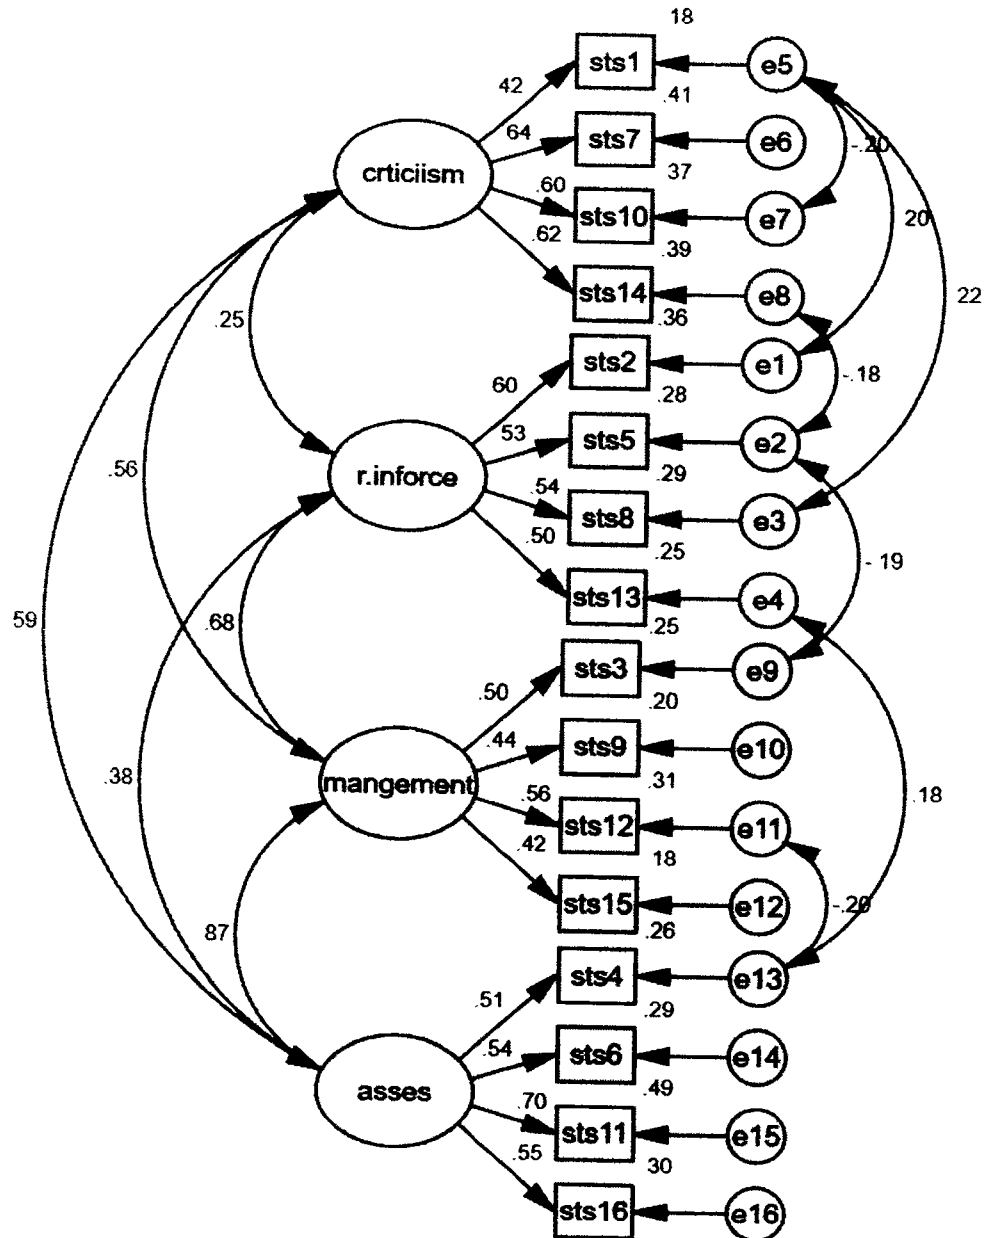 18
sts1
e5
42
.41
64
sts7
e6
-.20
37
crticiism
.60
sts10
e7
20
.62
.39
sts14
e8
22
.36
.25
sts2
e1
-.18
60
.28
53
sts5
e2
.29
.56
r.inforce
.54
sts8
e3
.50
.25
- 19
sts13
e4
59
.68
.25
sts3
e9
.50
.20
.44
sts9
e10
.38
mangement
.31
.56
.18
sts12
e11
.42
18
sts15
e12
-.20
87
.26
sts4
e13
.51
.29
.54
sts6
e14
.49
asses
.70
sts11
e15
.55
30
sts16
e16